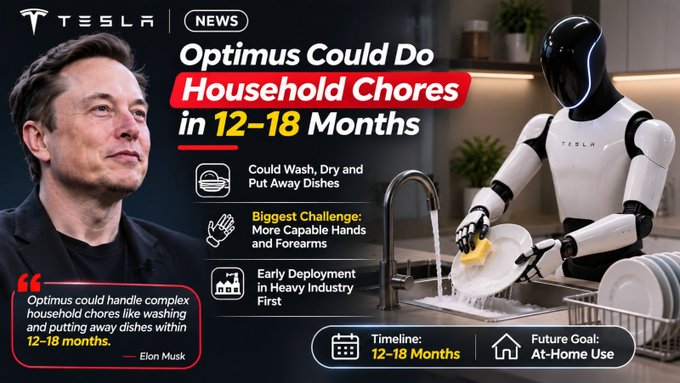 TESLA
NEWS
Optimus Could Do
Household Chores
in 12–18 Months
Could Wash, Dry and
Put Away Dishes
Biggest Challenge:
More Capable Hands
and Forearms
Early Deployment
in Heavy Industry
First
“
Optimus could handle complex
household chores like washing
and putting away dishes within
12–18 months.
— Elon Musk
TESLA
Timeline:
12–18 Months
Future Goal:
At-Home Use